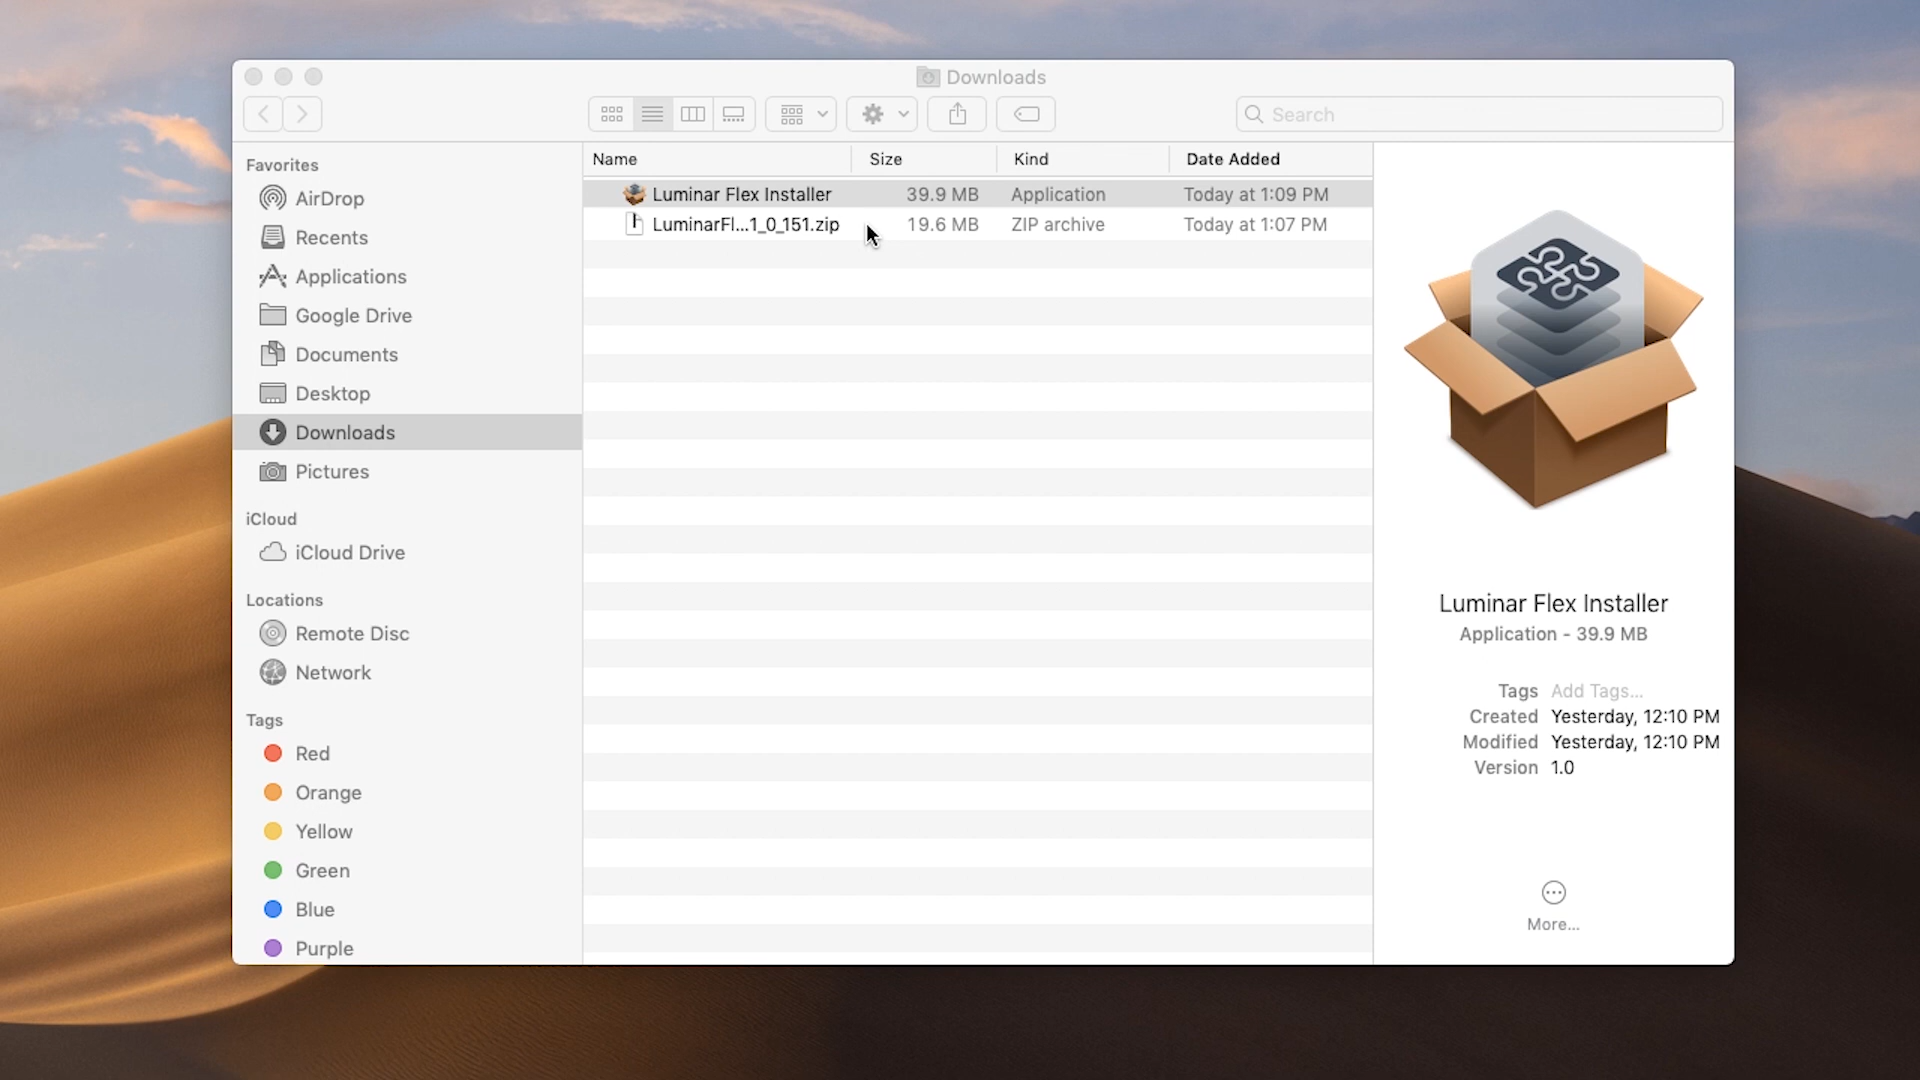 Downloads
Search
Favorites
AirDrop
Recents
Applications
Google Drive
Documents
Desktop
Downloads
Pictures
iCloud
iCloud Drive
Locations
Remote Disc
Network
Tags
Red
Orange
Yellow
Green
Blue
Purple
Name Size Kind Date Added
Luminar Flex Installer 39.9 MB Application Today at 1:09 PM
LuminarFl...1_0_151.zip 19.6 MB ZIP archive Today at 1:07 PM
Luminar Flex Installer
Application - 39.9 MB
Tags Add Tags...
Created Yesterday, 12:10 PM
Modified Yesterday, 12:10 PM
Version 1.0
More...